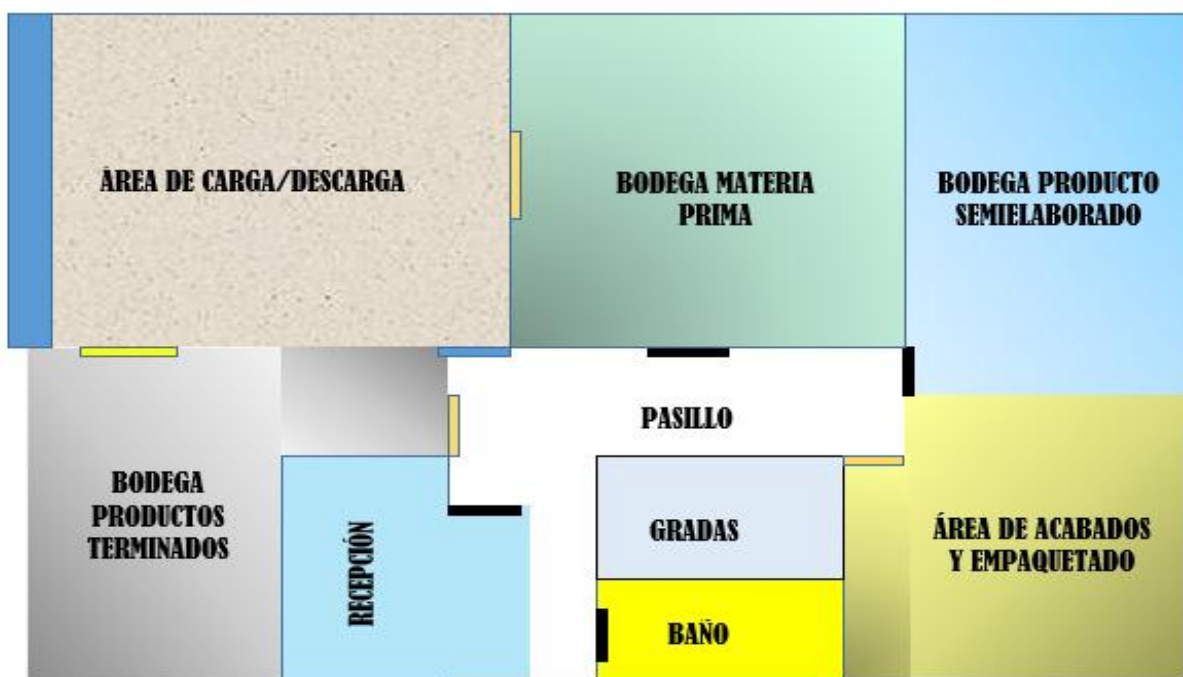 ÁREA DE CARGA/DESCARGA
BODEGA MATERIA
PRIMA
BODEGA PRODUCTO
SEMIELABORADO
PASILLO
BODEGA
PRODUCTOS
TERMINADOS
RECEPCIÓN
GRADAS
ÁREA DE ACABADOS
Y EMPAQUETADO
BAÑO